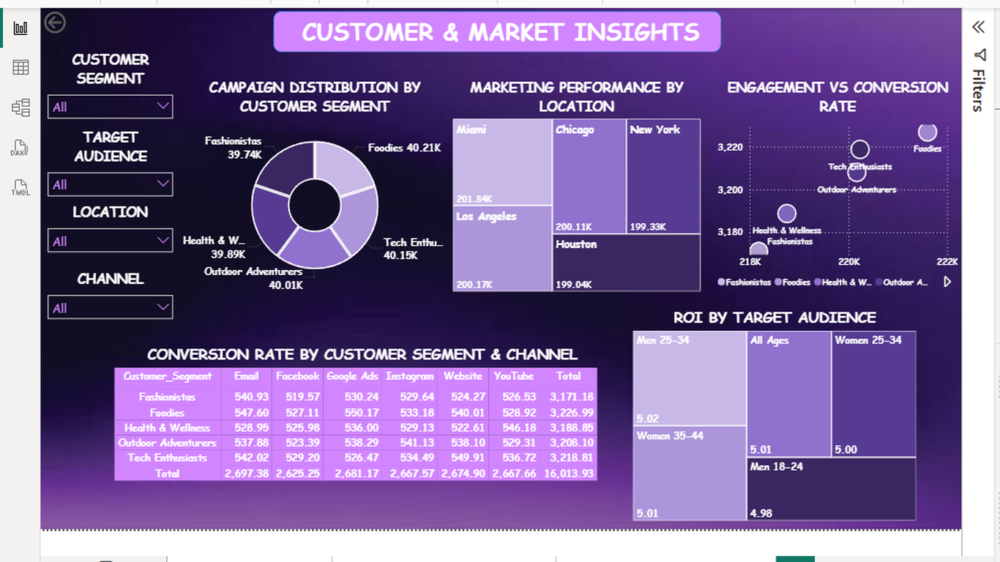 CUSTOMER & MARKET INSIGHTS
CUSTOMER
SEGMENT
All
TARGET
AUDIENCE
All
LOCATION
All
CHANNEL
All
CAMPAIGN DISTRIBUTION BY
CUSTOMER SEGMENT
Fashionistas
39.74K
Foodies 40.21K
Health & W...
39.89K
Tech Enthu...
40.15K
Outdoor Adventurers
40.01K
MARKETING PERFORMANCE BY
LOCATION
Miami
201.84K
Los Angeles
200.17K
Chicago
200.11K
New York
199.33K
Houston
199.04K
ENGAGEMENT VS CONVERSION
RATE
3,220
3,200
3,180
Foodies
Tech Enthusiasts
Outdoor Adventurers
Health & Wellness
Fashionistas
218K 220K 222K
Fashionistas Foodies Health & W... Outdoor A...
CONVERSION RATE BY CUSTOMER SEGMENT & CHANNEL
Customer_Segment Email Facebook Google Ads Instagram Website YouTube Total
Fashionistas 540.93 519.57 530.24 529.64 524.27 526.53 3,171.18
Foodies 547.60 527.11 550.17 533.18 540.01 528.92 3,226.99
Health & Wellness 528.95 525.98 536.00 529.13 522.61 546.18 3,188.85
Outdoor Adventurers 537.88 523.39 538.29 541.13 538.10 529.31 3,208.10
Tech Enthusiasts 542.02 529.20 526.47 534.49 549.91 536.72 3,218.81
Total 2,697.38 2,625.25 2,681.17 2,667.57 2,674.90 2,667.66 16,013.93
ROI BY TARGET AUDIENCE
Men 25-34
5.02
Women 35-44
5.01
All Ages
5.01
Women 25-34
5.00
Men 18-24
4.98
Filters
DAX
TMDL